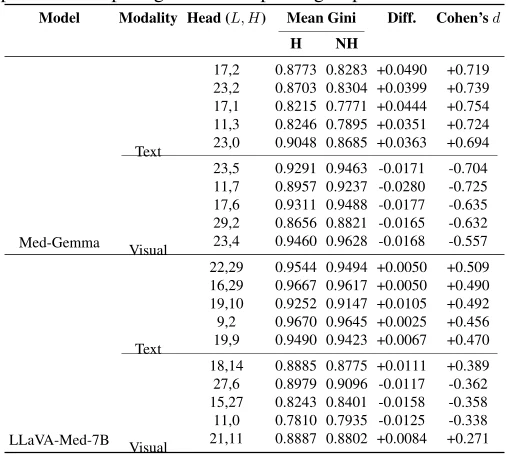 Model Modality Head (L, H) Mean Gini Diff. Cohen's d
H NH
17,2 0.8773 0.8283 +0.0490 +0.719
23,2 0.8703 0.8304 +0.0399 +0.739
17,1 0.8215 0.7771 +0.0444 +0.754
11,3 0.8246 0.7895 +0.0351 +0.724
23,0 0.9048 0.8685 +0.0363 +0.694
Text
23,5 0.9291 0.9463 -0.0171 -0.704
11,7 0.8957 0.9237 -0.0280 -0.725
17,6 0.9311 0.9488 -0.0177 -0.635
29,2 0.8656 0.8821 -0.0165 -0.632
Med-Gemma Visual 23,4 0.9460 0.9628 -0.0168 -0.557
22,29 0.9544 0.9494 +0.0050 +0.509
16,29 0.9667 0.9617 +0.0050 +0.490
19,10 0.9252 0.9147 +0.0105 +0.492
9,2 0.9670 0.9645 +0.0025 +0.456
19,9 0.9490 0.9423 +0.0067 +0.470
Text
18,14 0.8885 0.8775 +0.0111 +0.389
27,6 0.8979 0.9096 -0.0117 -0.362
15,27 0.8243 0.8401 -0.0158 -0.358
11,0 0.7810 0.7935 -0.0125 -0.338
LLaVA-Med-7B Visual 21,11 0.8887 0.8802 +0.0084 +0.271